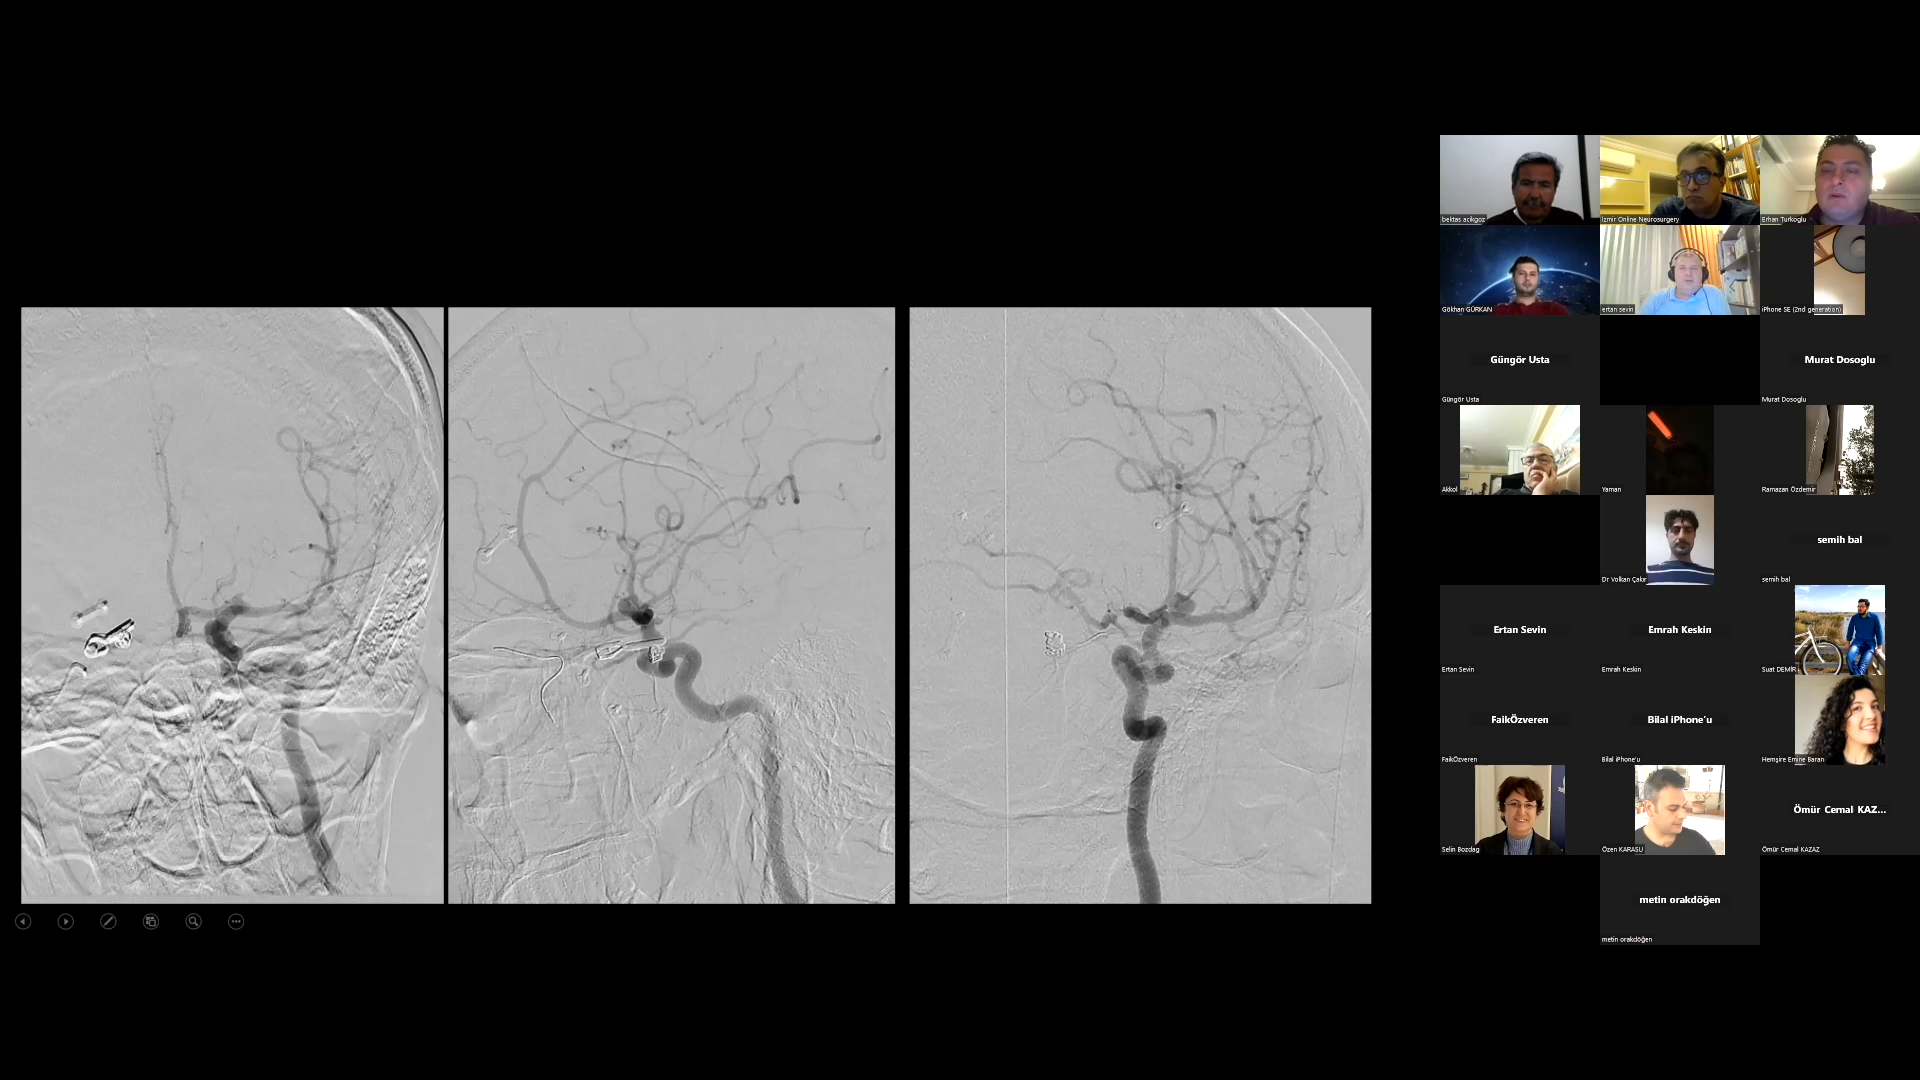 bektas acikgoz
Izmir Online Neurosurgery
Erhan Turkoglu
Gökhan GÜRKAN
ertan sevin
iPhone SE (2nd generation)
Güngör Usta
Murat Dosoglu
Güngör Usta
Murat Dosoglu
Akkol
Yaman
Ramazan Özdemir
semih bal
Dr Volkan Çakır
semih bal
Ertan Sevin
Emrah Keskin
Ertan Sevin
Emrah Keskin
Suat DEMİR
FaikÖzveren
Bilal iPhone'u
FaikÖzveren
Bilal iPhone'u
Hemşire Emine Baran
Ömür Cemal KAZ...
Selin Bozdag
Özen KARASU
Ömür Cemal KAZAZ
metin orakdöğen
metin orakdöğen